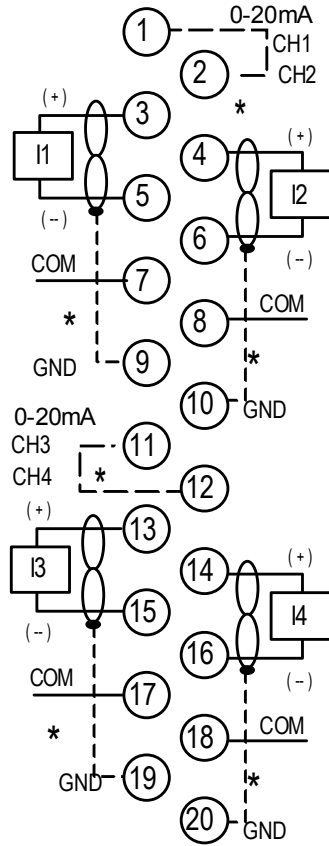 1 0-20mA
CH1
2 CH2
*
(+) 3
4 (+)
I1
5 I2
(--) 6 (--)
COM 7
8 COM
* *
GND 9
10 GND
0-20mA
CH3 11
CH4 * 12
(+) 13
14 (+)
I3
15 I4
(--) 16 (--)
COM 17
18 COM
*
GND 19 *
20 GND